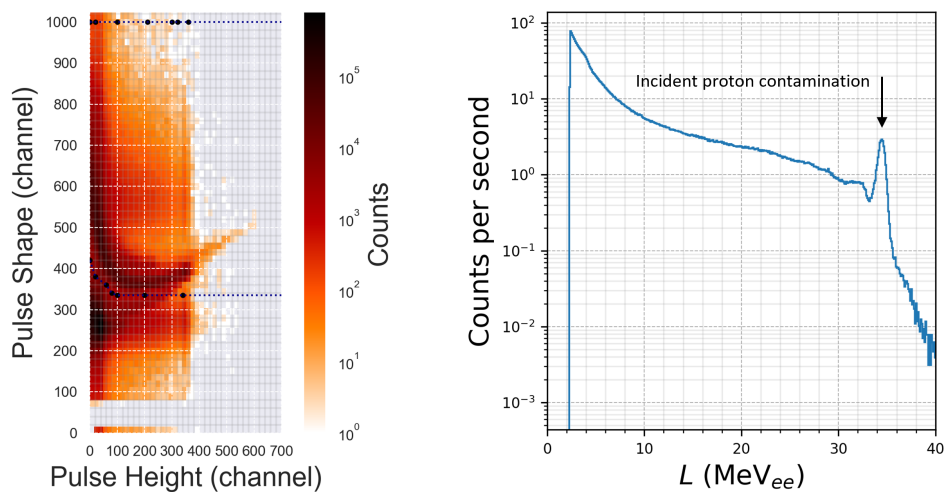 1000
900
800
700
600
500
400
300
200
100
0
Pulse Shape (channel)
0 100 200 300 400 500 600 700
Pulse Height (channel)
10^5
10^4
10^3
10^2
10^1
10^0
Counts
10^2
10^1
10^0
10^−1
10^−2
10^−3
Counts per second
Incident proton contamination
0 10 20 30 40
L (MeV_ee)